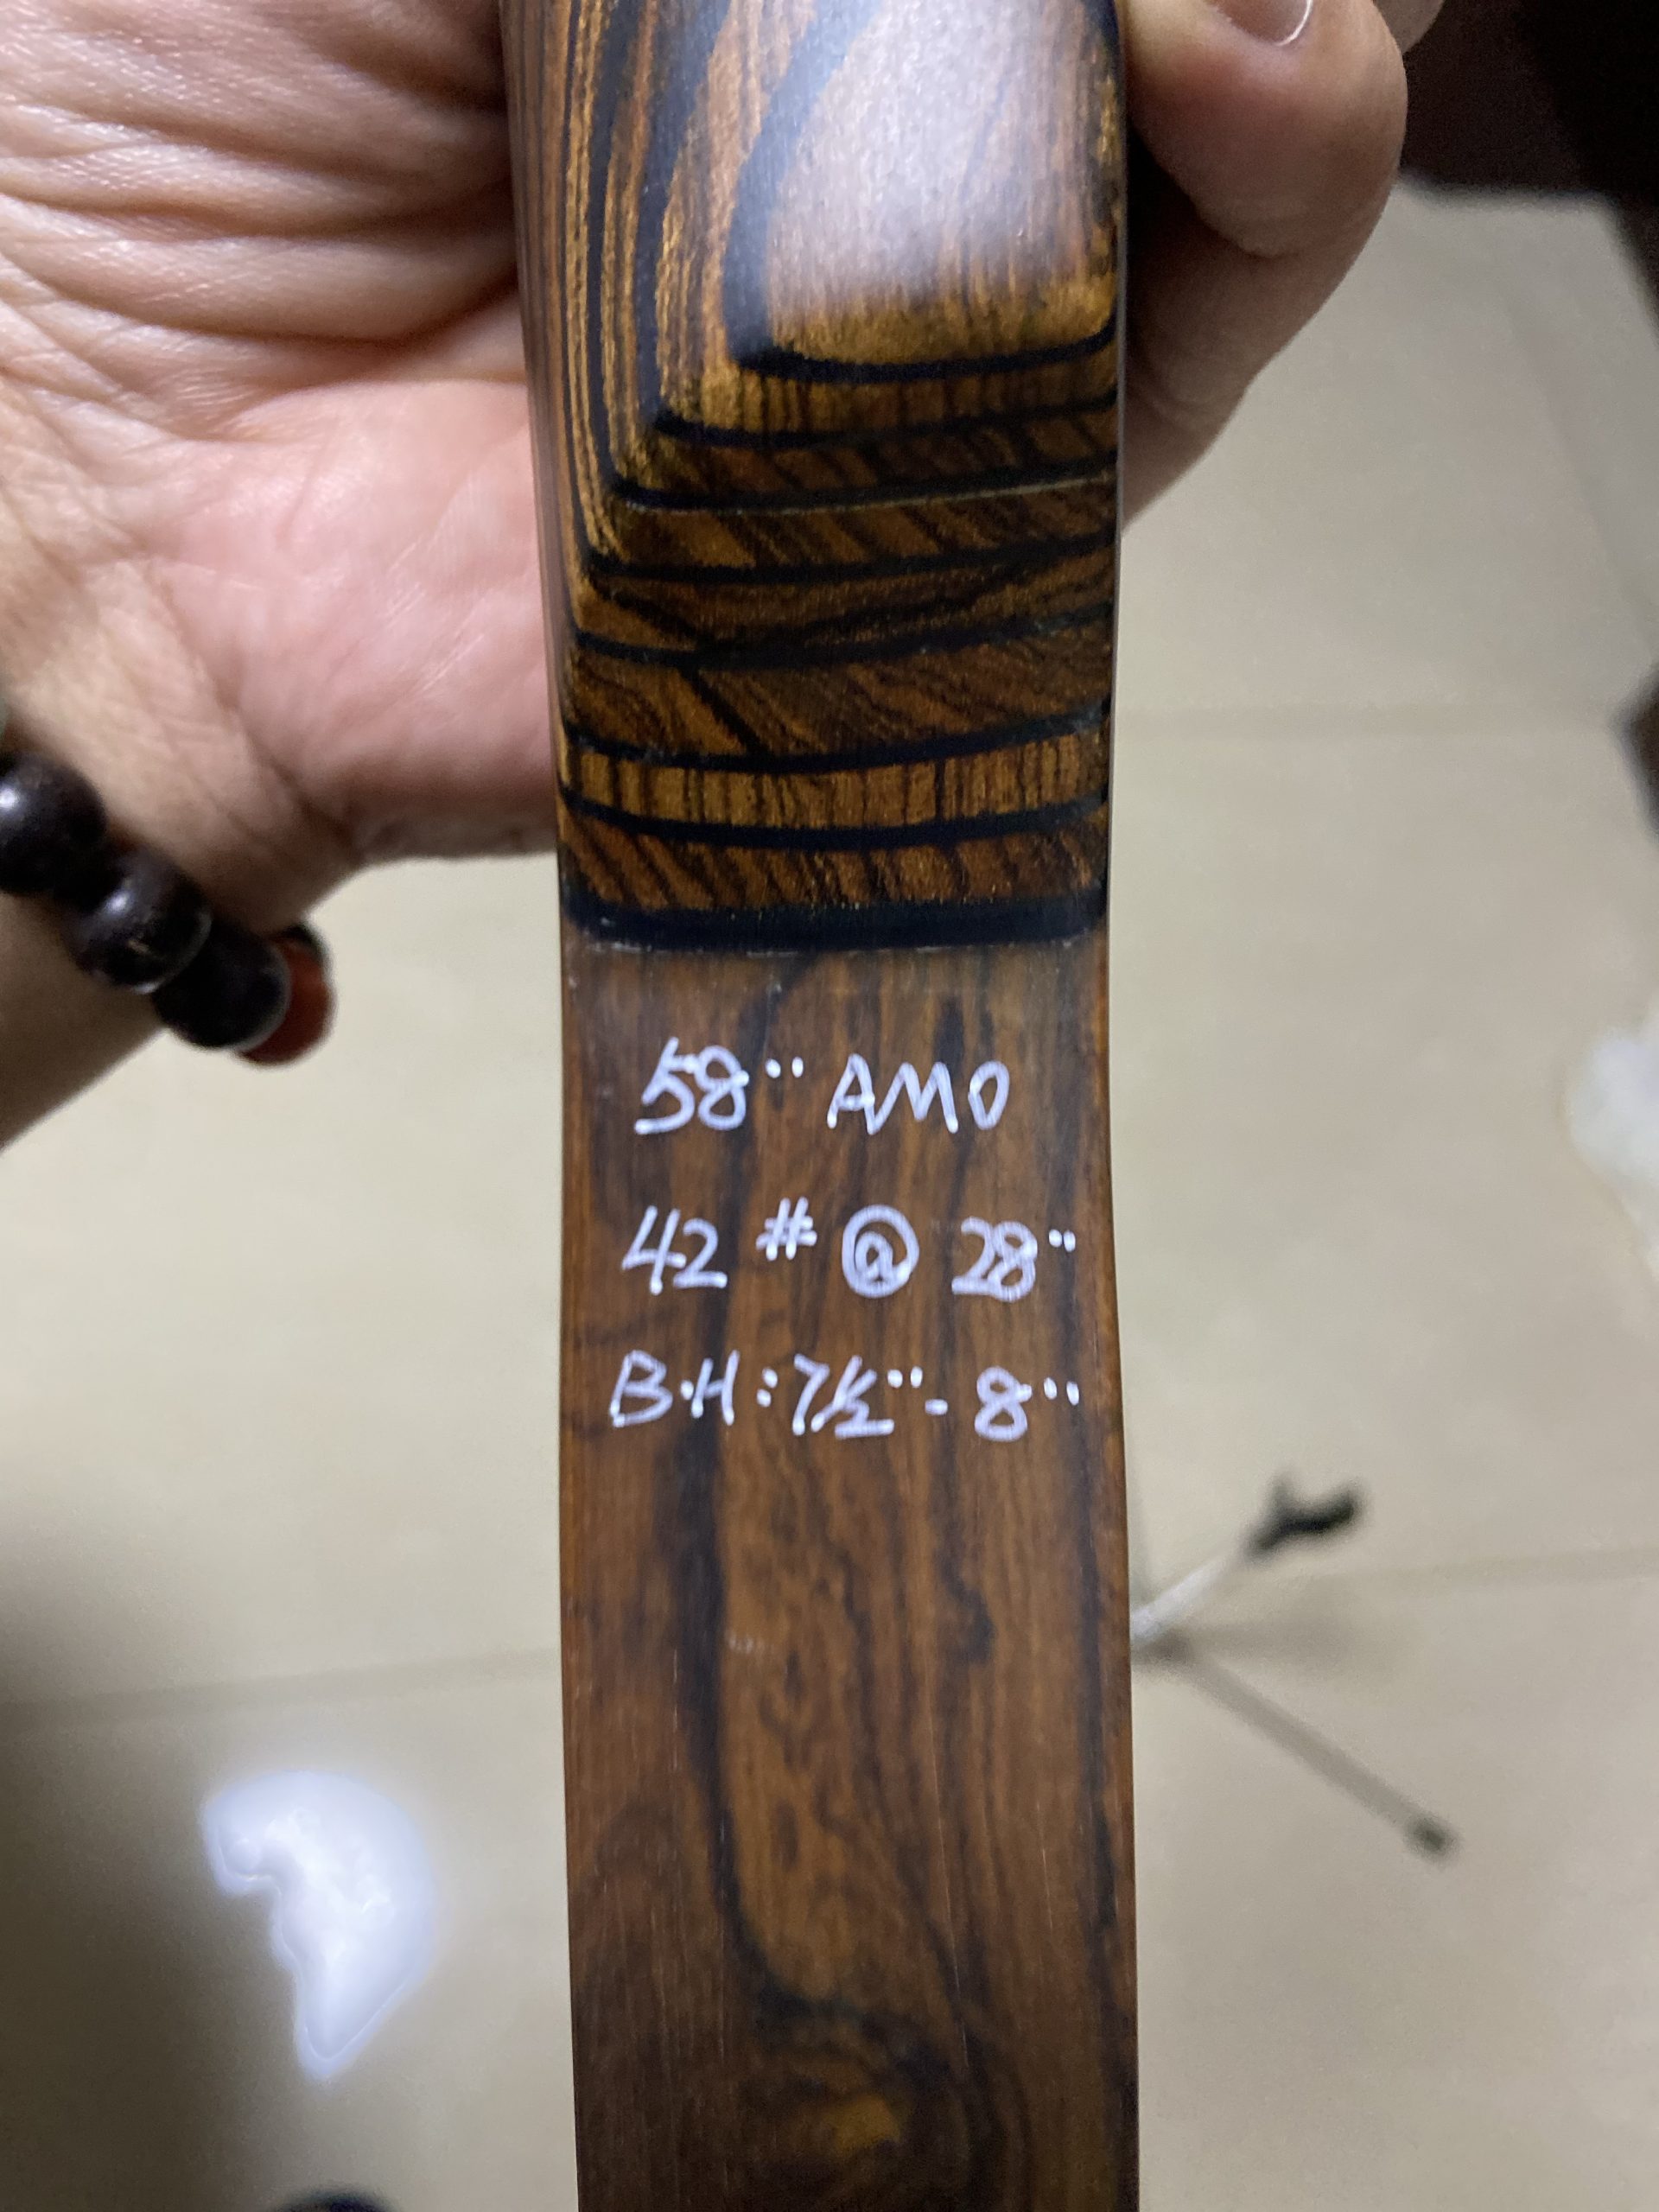 58" AMO
42 # @ 28"
B.H: 7½" - 8"